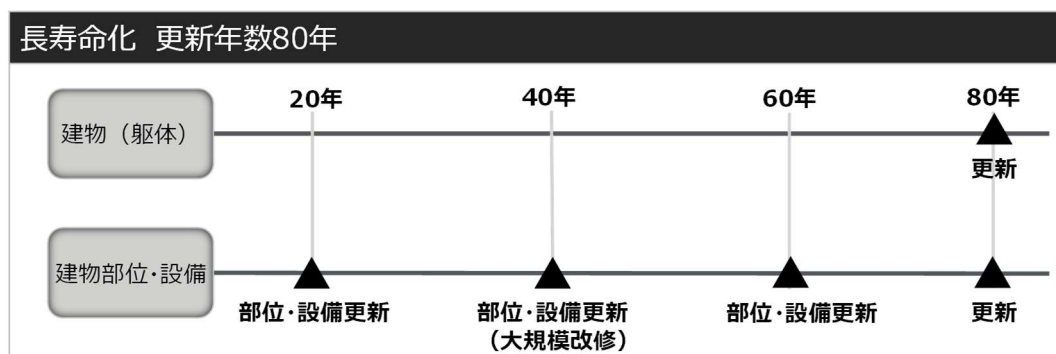 長寿命化 更新年数80年
20年 40年 60年 80年
建物（躯体）
更新
建物部位・設備
部位・設備更新 部位・設備更新 部位・設備更新 更新
（大規模改修）